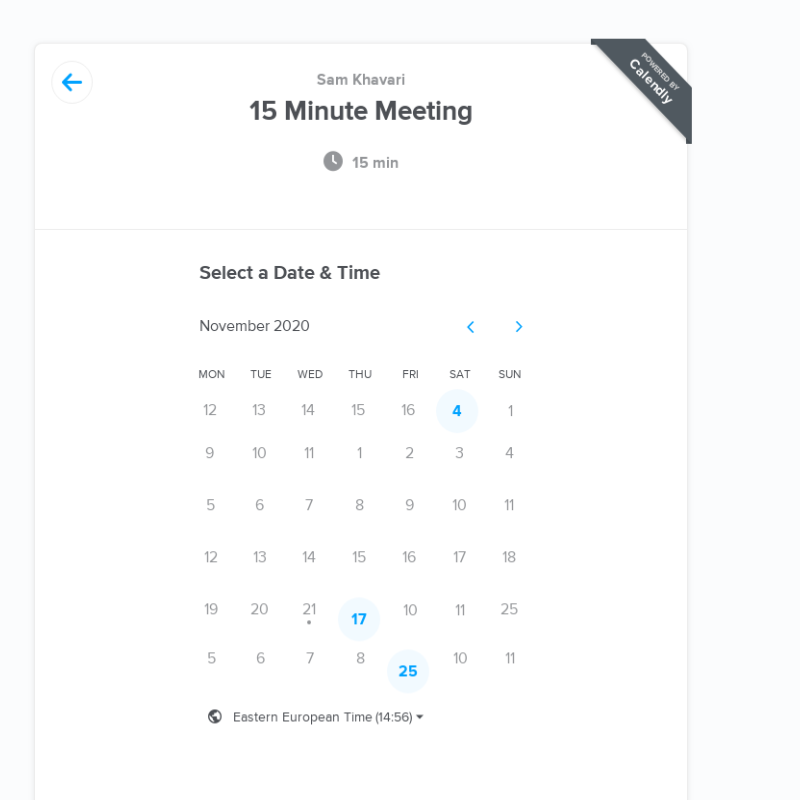 POWERED BY
Calendly
Sam Khavari
15 Minute Meeting
15 min
Select a Date & Time
November 2020
MON TUE WED THU FRI SAT SUN
12 13 14 15 16 4 1
9 10 11 1 2 3 4
5 6 7 8 9 10 11
12 13 14 15 16 17 18
19 20 21 17 10 11 25
5 6 7 8 25 10 11
Eastern European Time (14:56)